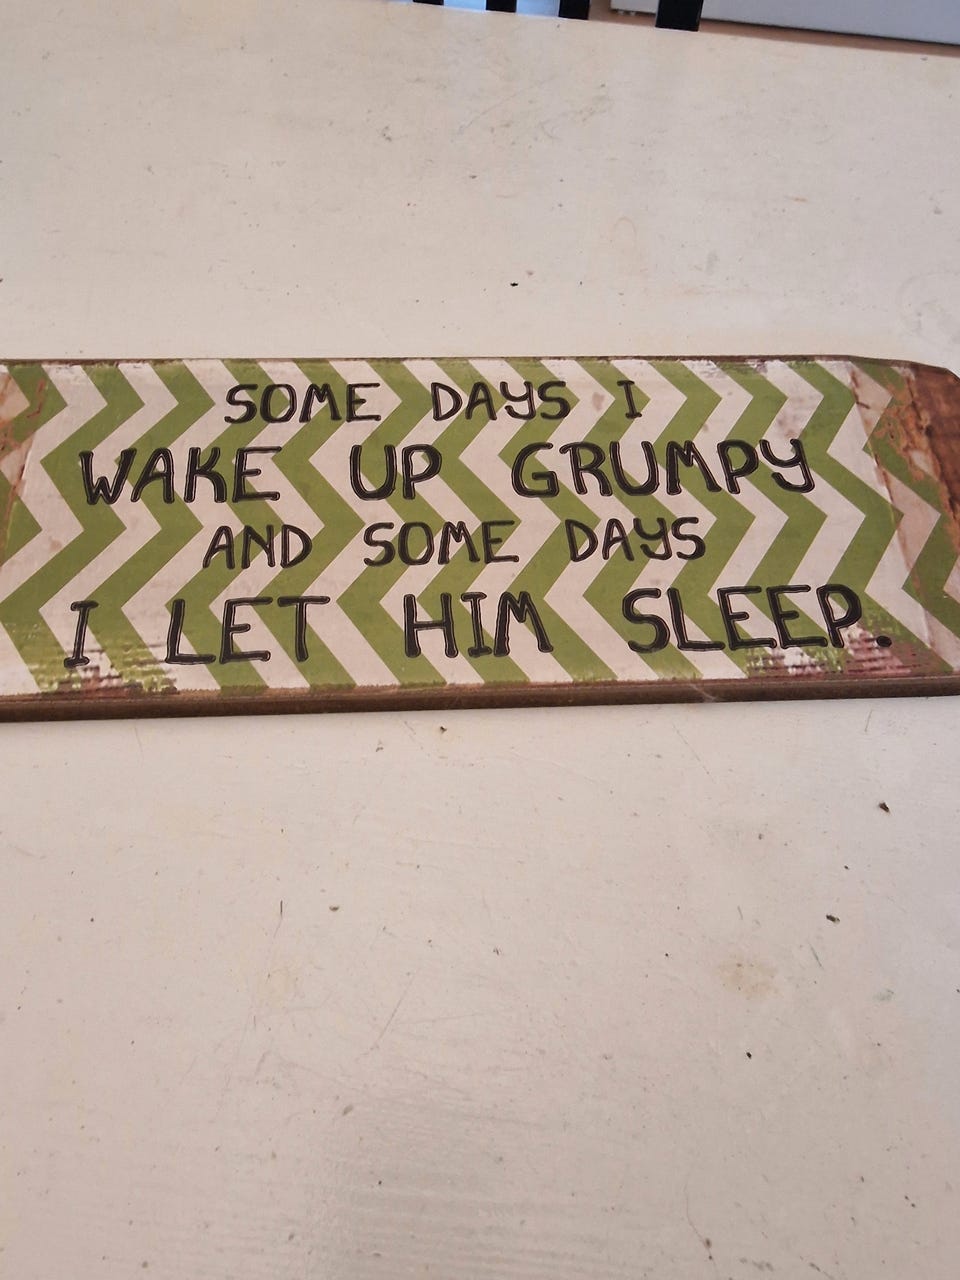 SOME DAYS I
WAKE UP GRUMPY
AND SOME DAYS
I LET HIM SLEEP.